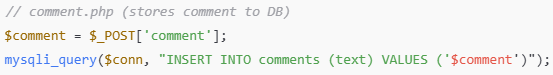 // comment.php (stores comment to DB)
$comment = $_POST['comment'];
mysqli_query($conn, "INSERT INTO comments (text) VALUES ('$comment')");